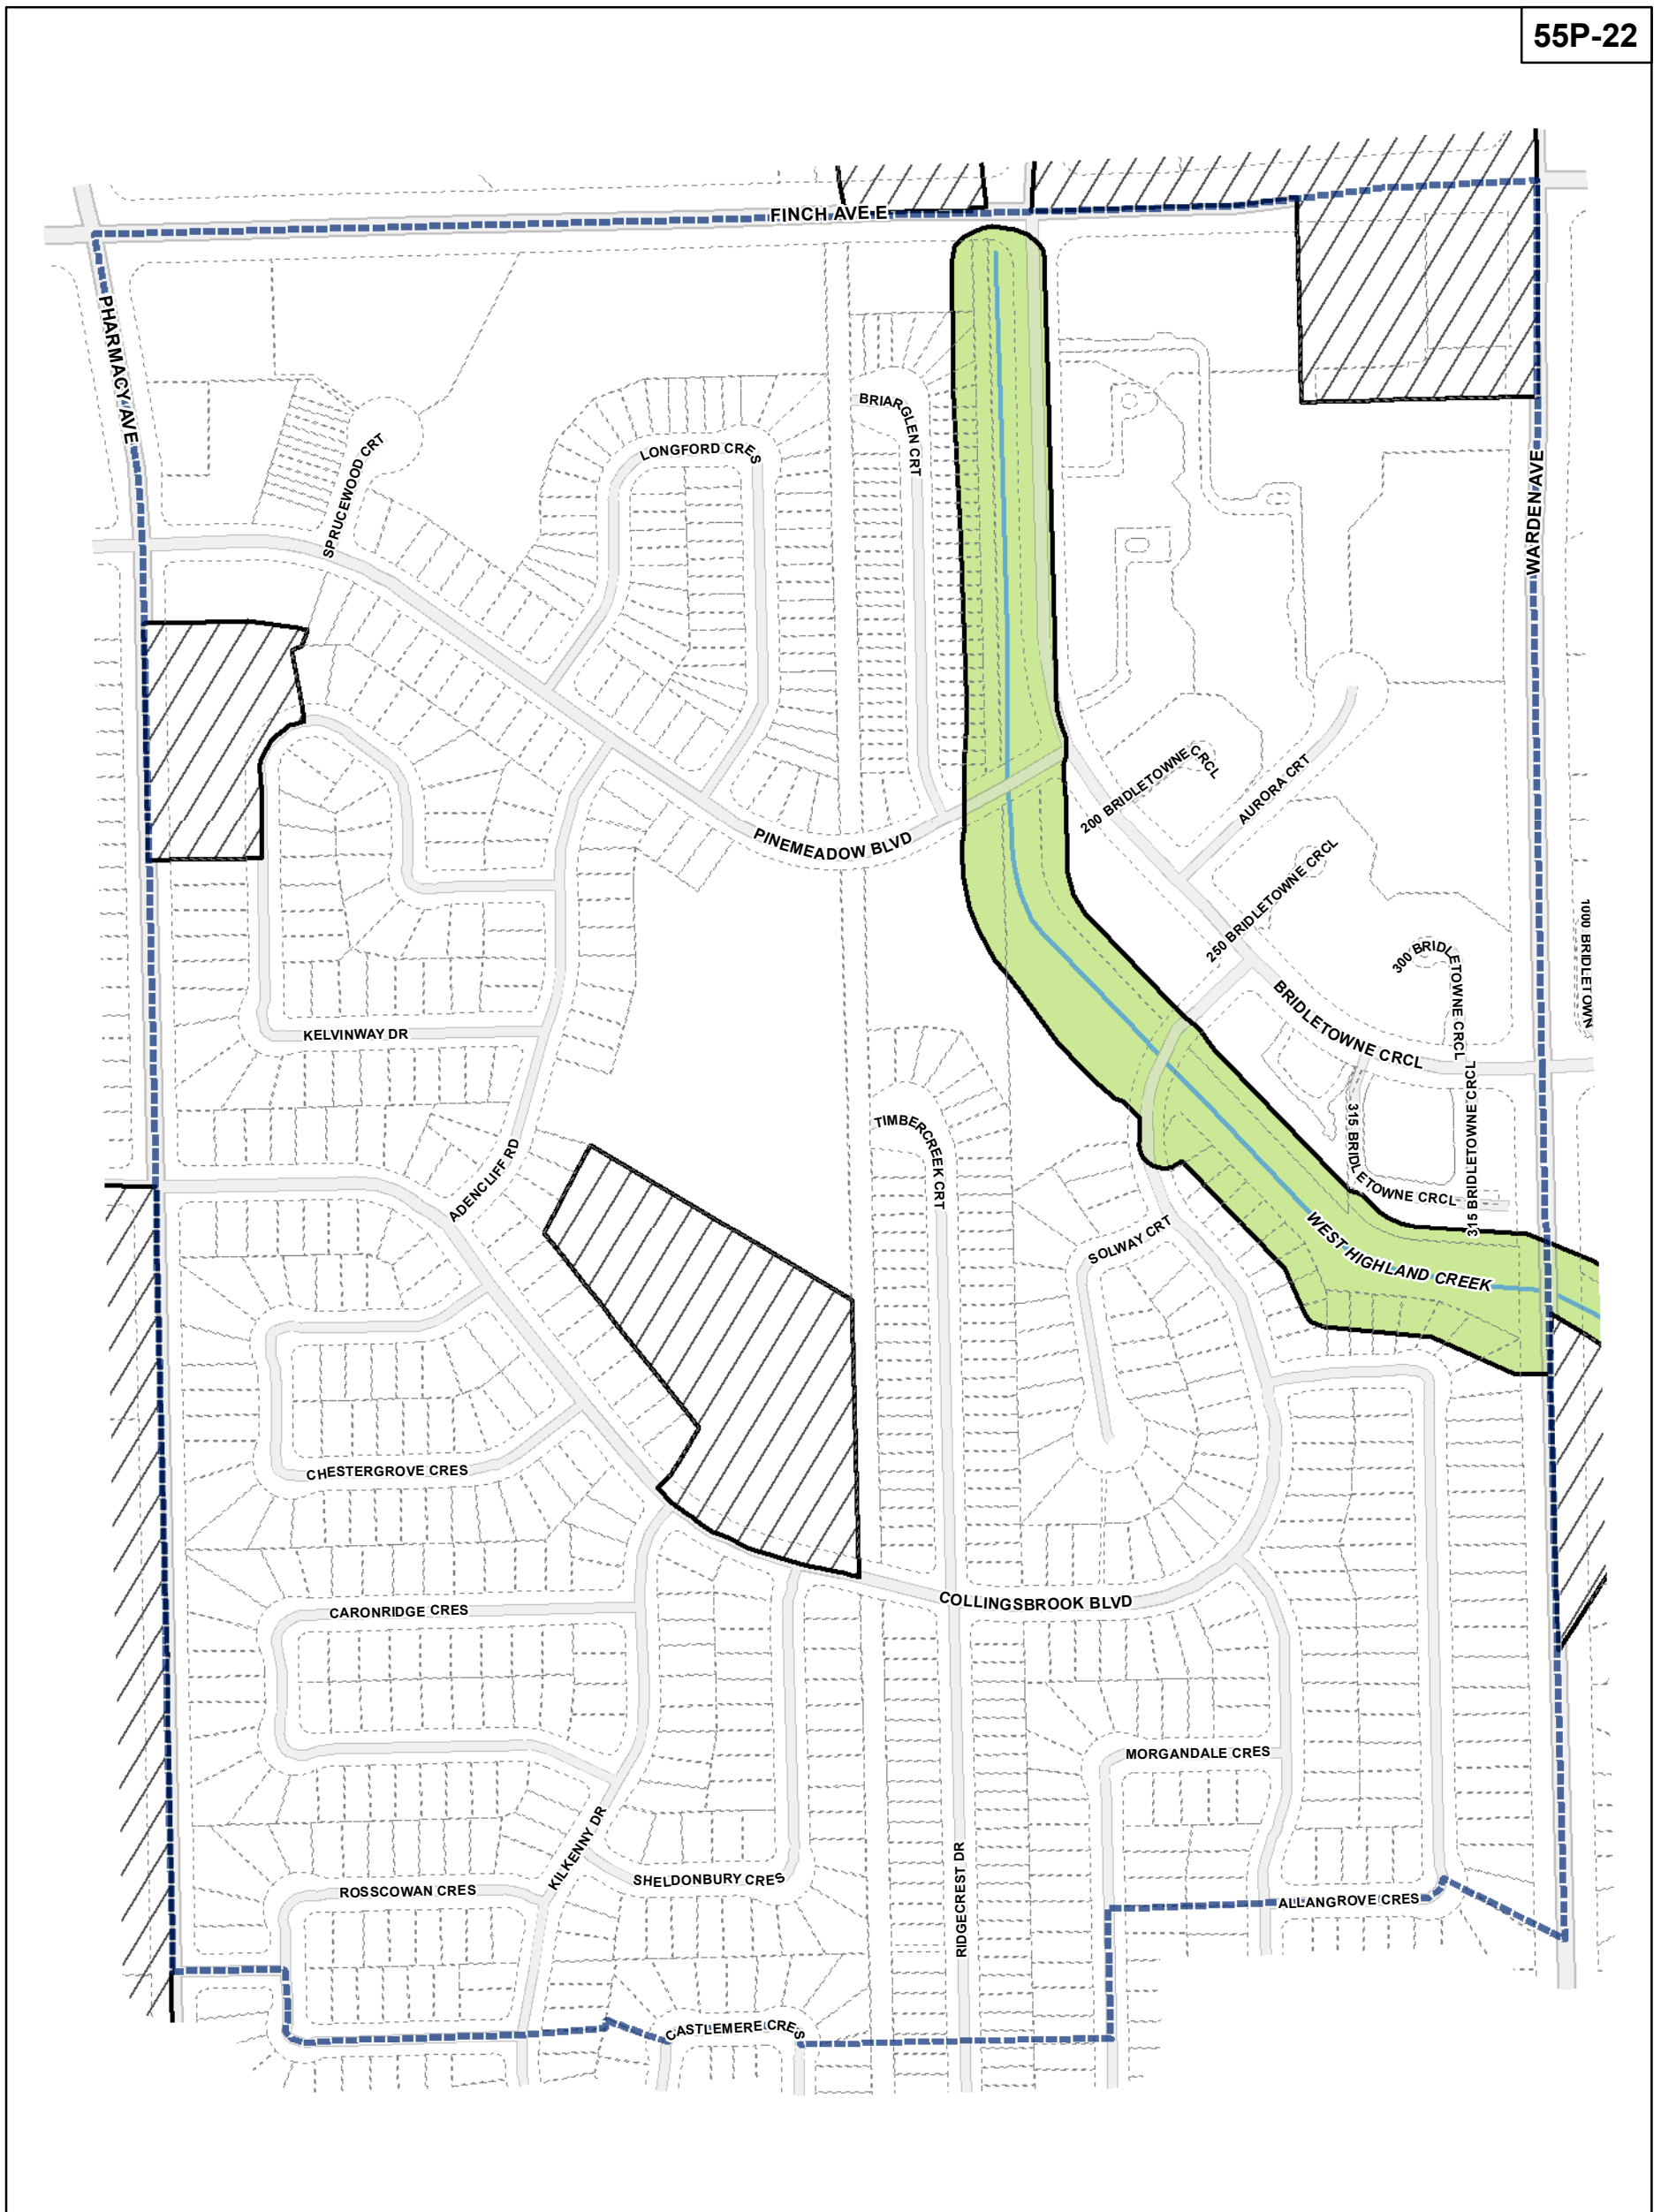 55P-22
FINCH AVE E
PHARMACY AVE
BRIARGLEN CRT
LONGFORD CRES
SPRUCEWOOD CRT
WARDEN AVE
200 BRIDLETOWNE CRCL
AURORA CRT
PINEMEADOW BLVD
250 BRIDLETOWNE CRCL
1000 BRIDLETOWN
300 BRIDLETOWNE CRCL
BRIDLETOWNE CRCL
KELVINWAY DR
315 BRIDLETOWNE CRCL
315 BRIDLETOWNE CRCL
TIMBERCREEK CRT
ADENCLIFF RD
SOLWAY CRT
WEST HIGHLAND CREEK
CHESTERGROVE CRES
COLLINGSBROOK BLVD
CARONRIDGE CRES
MORGANDALE CRES
KILKENNY DR
SHELDONBURY CRES
RIDGECREST DR
ROSSCOWAN CRES
ALLANGROVE CRES
CASTLEMERE CRES